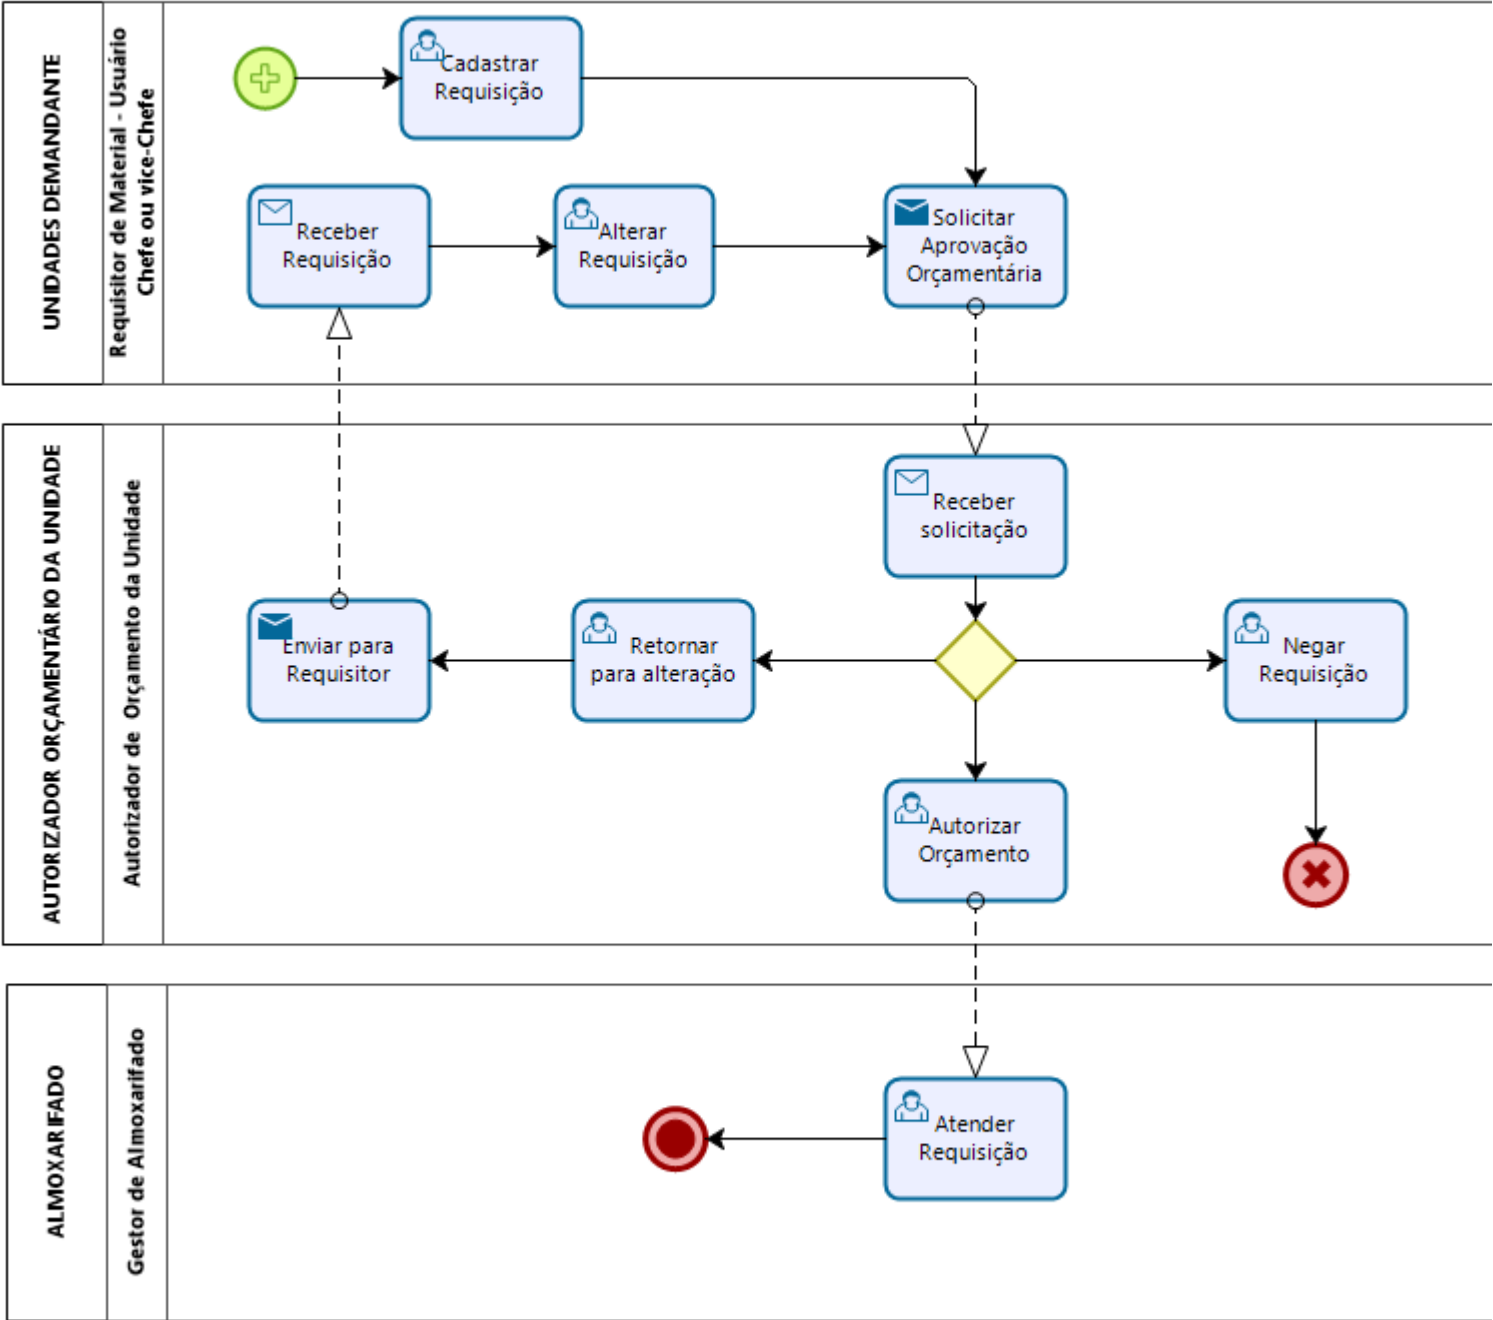 UNIDADES DEMANDANTE
Requisitor de Material - Usuário
Chefe ou vice-Chefe
Cadastrar
Requisição
Receber
Requisição
Alterar
Requisição
Solicitar
Aprovação
Orçamentária
AUTORIZADOR ORÇAMENTÁRIO DA UNIDADE
Autorizador de Orçamento da Unidade
Receber
solicitação
Enviar para
Requisitor
Retornar
para alteração
Negar
Requisição
Autorizar
Orçamento
ALMOXARIFADO
Gestor de Almoxarifado
Atender
Requisição